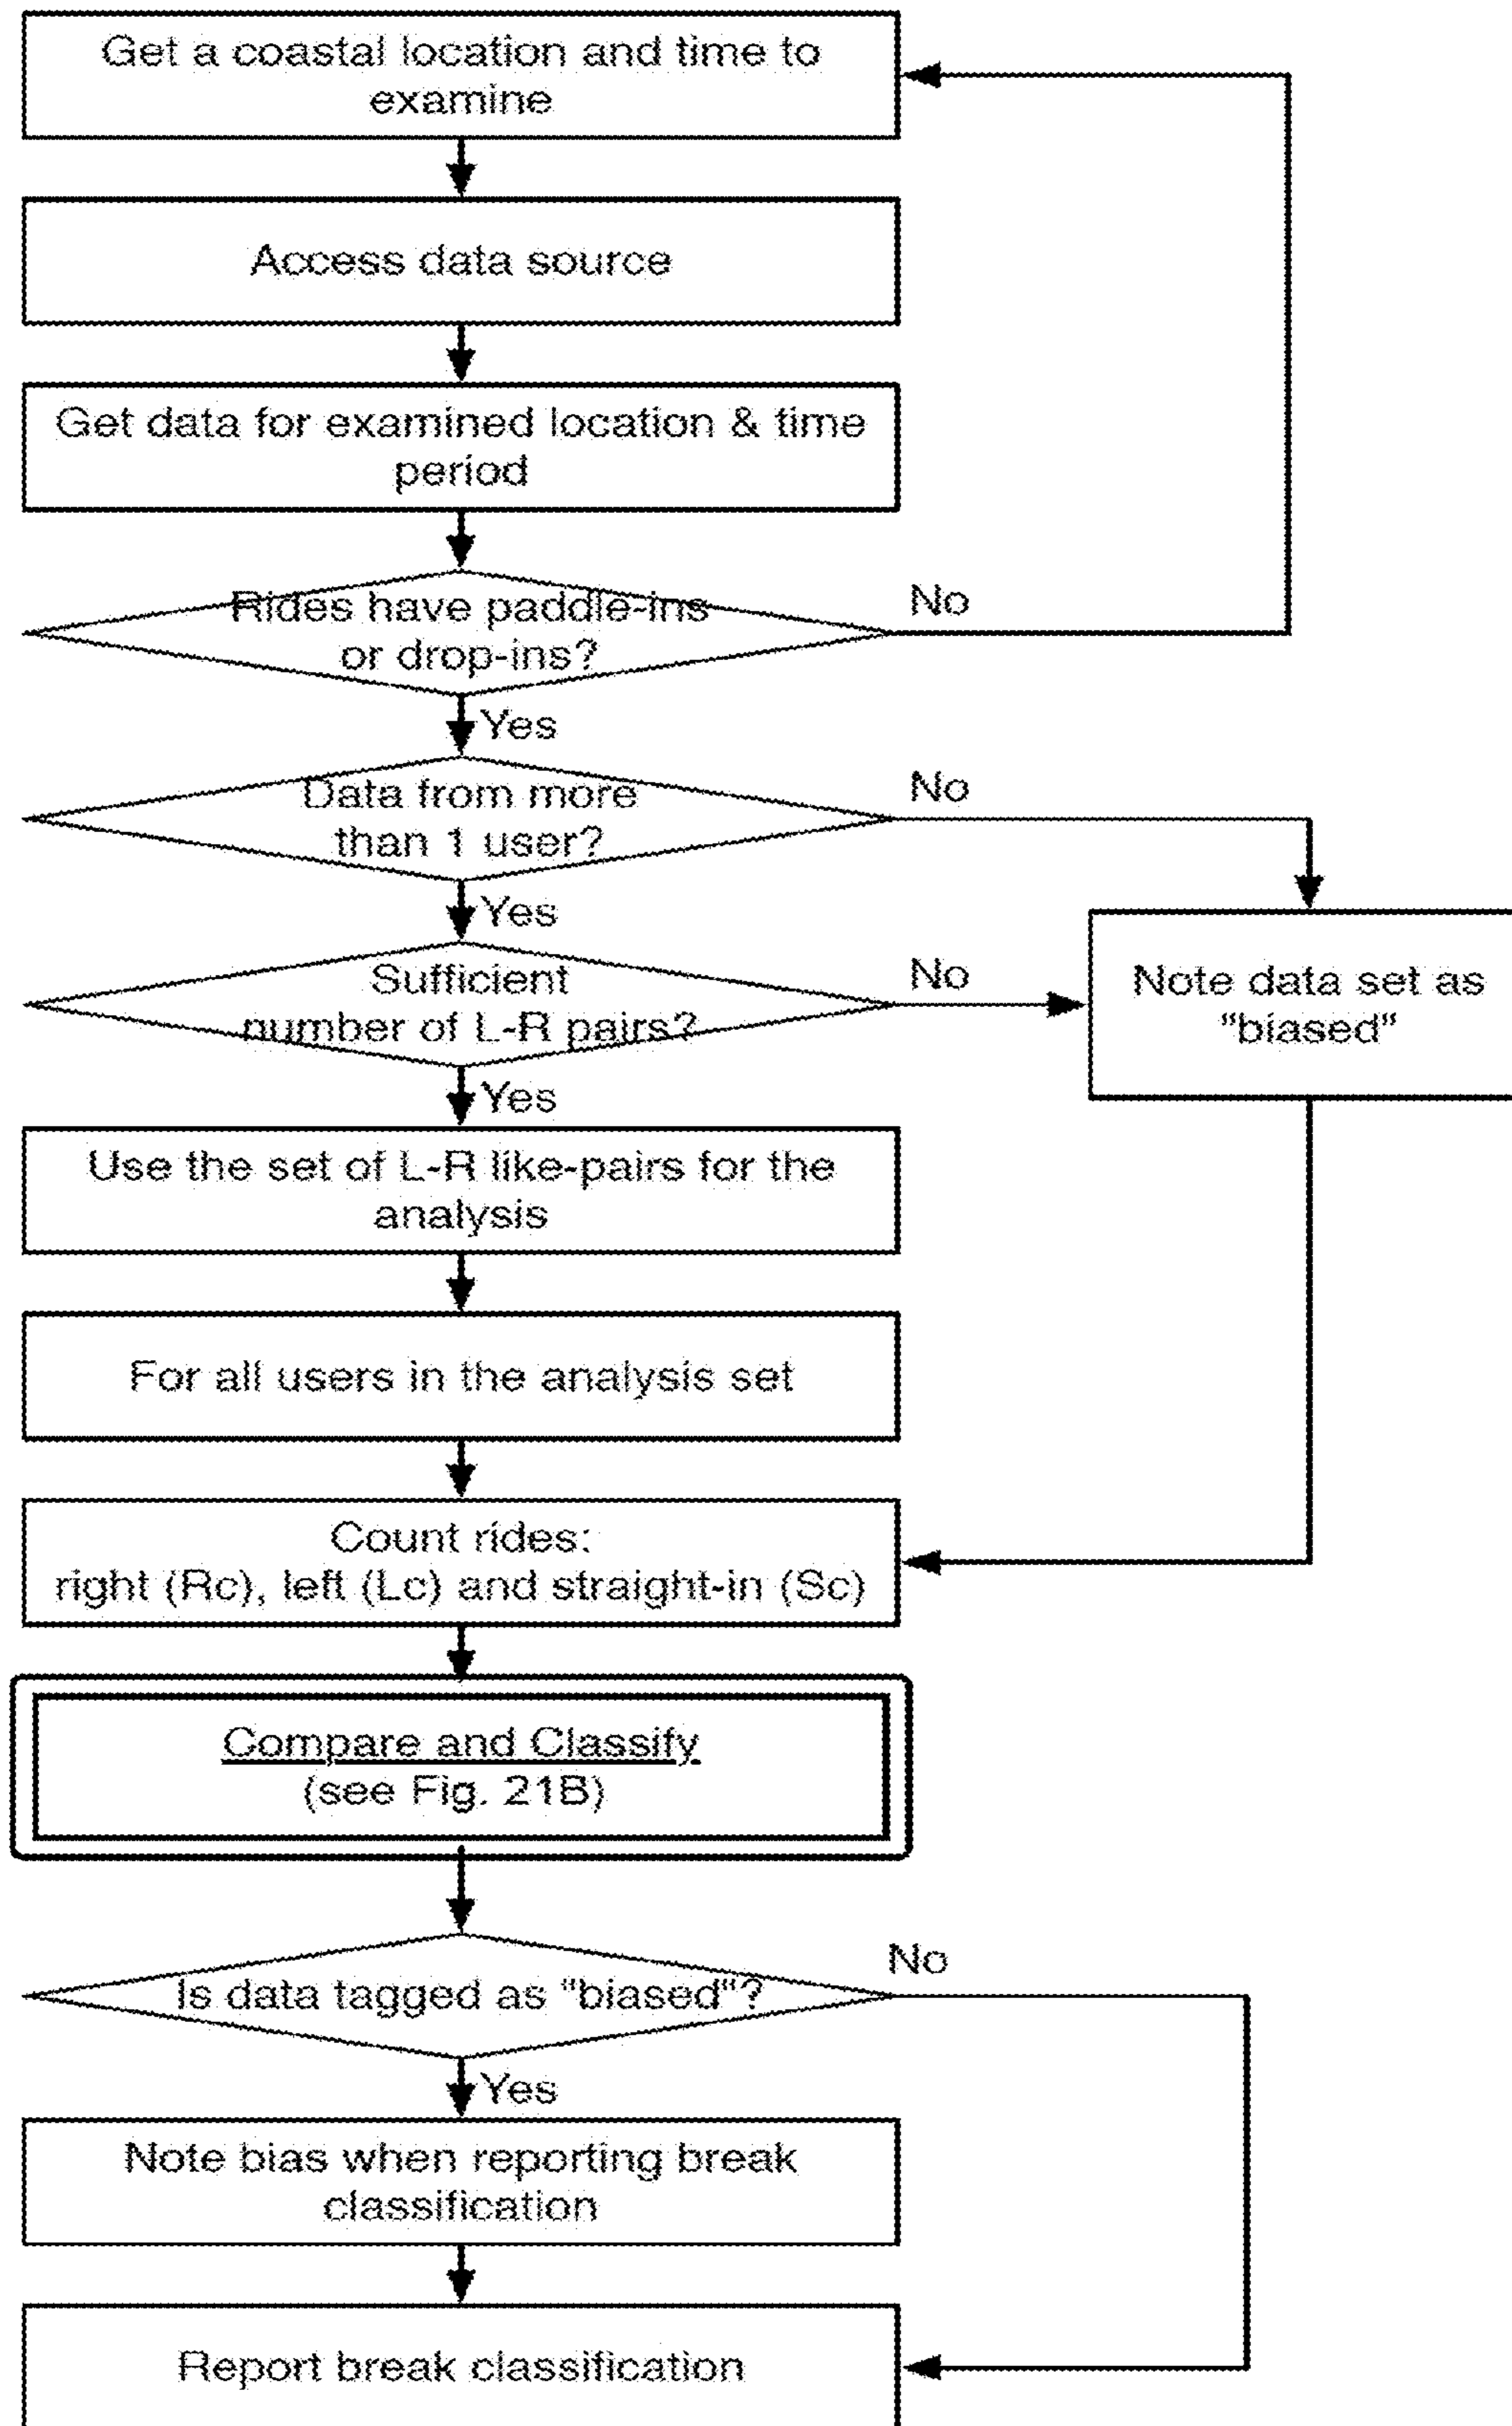 Get a coastal location and time to
examine
Access data source
Get data for examined location & time
period
Rides have paddle-ins
or drop-ins?
No
Yes
Data from more
than 1 user?
No
Yes
Sufficient
number of L-R pairs?
No
Note data set as
"biased"
Yes
Use the set of L-R like-pairs for the
analysis
For all users in the analysis set
Count rides:
right (Rc), left (Lc) and straight-in (Sc)
Compare and Classify
(see Fig. 21B)
Is data tagged as "biased"?
No
Yes
Note bias when reporting break
classification
Report break classification